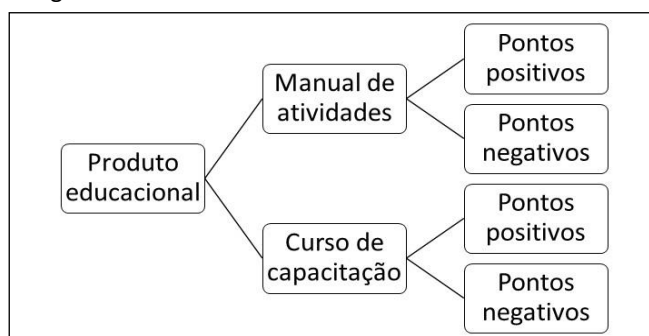 Produto
educacional
Manual de
atividades
Pontos
positivos
Pontos
negativos
Curso de
capacitação
Pontos
positivos
Pontos
negativos